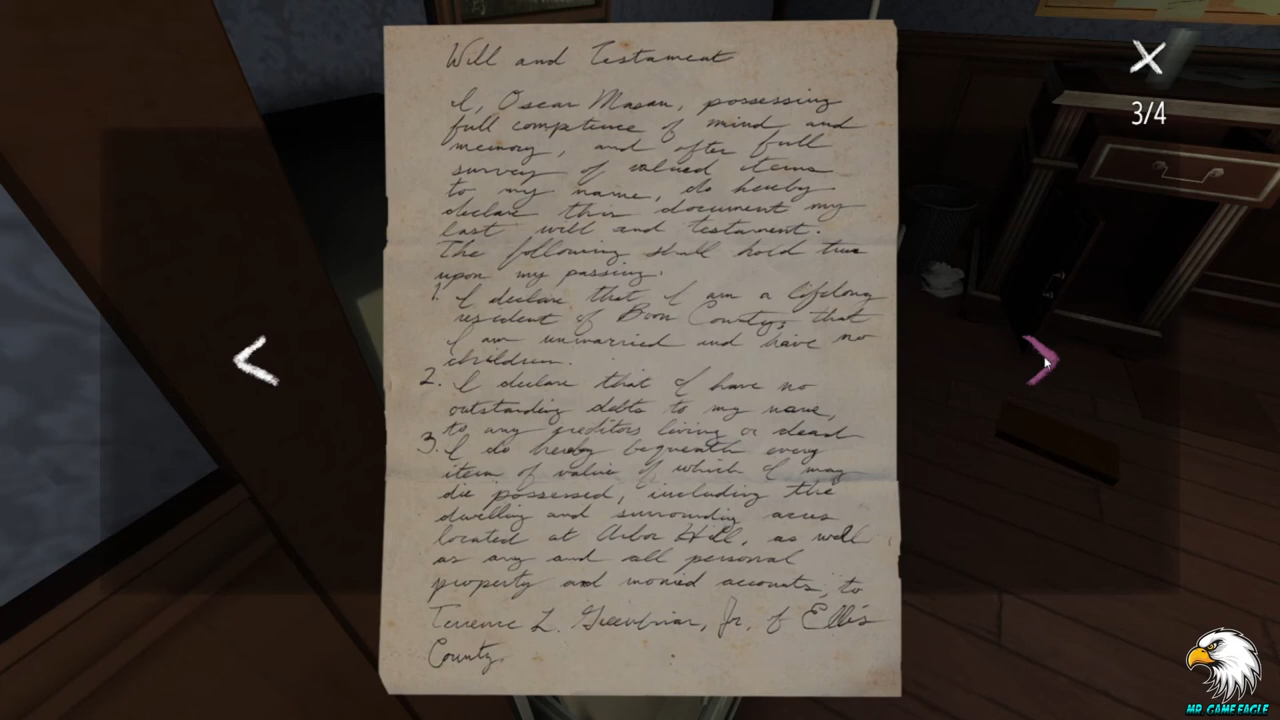 Will and Testament
3/4
I, Oscar Mason, possessing
full comptence of mind and
memory, and after full
survey of valued items
to my name, do hereby
declare this document my
last will and testament.
The following shall hold true
upon my passing.
1. I declare that I am a lifelong
resident of Boon County, that
I am unmarried and have no
children.
2. I declare that I have no
outstanding debts to my name,
to any creditors living or dead
3. I do hereby bequeath every
item of value of which I may
die possessed, including the
dwelling and surrounding acres
located at Arbor Hill, as well
as any and all personal
property and monied accounts, to
Terrence L. Greenbriar, Jr. of Ellis
County.
MR. GAME EAGLE